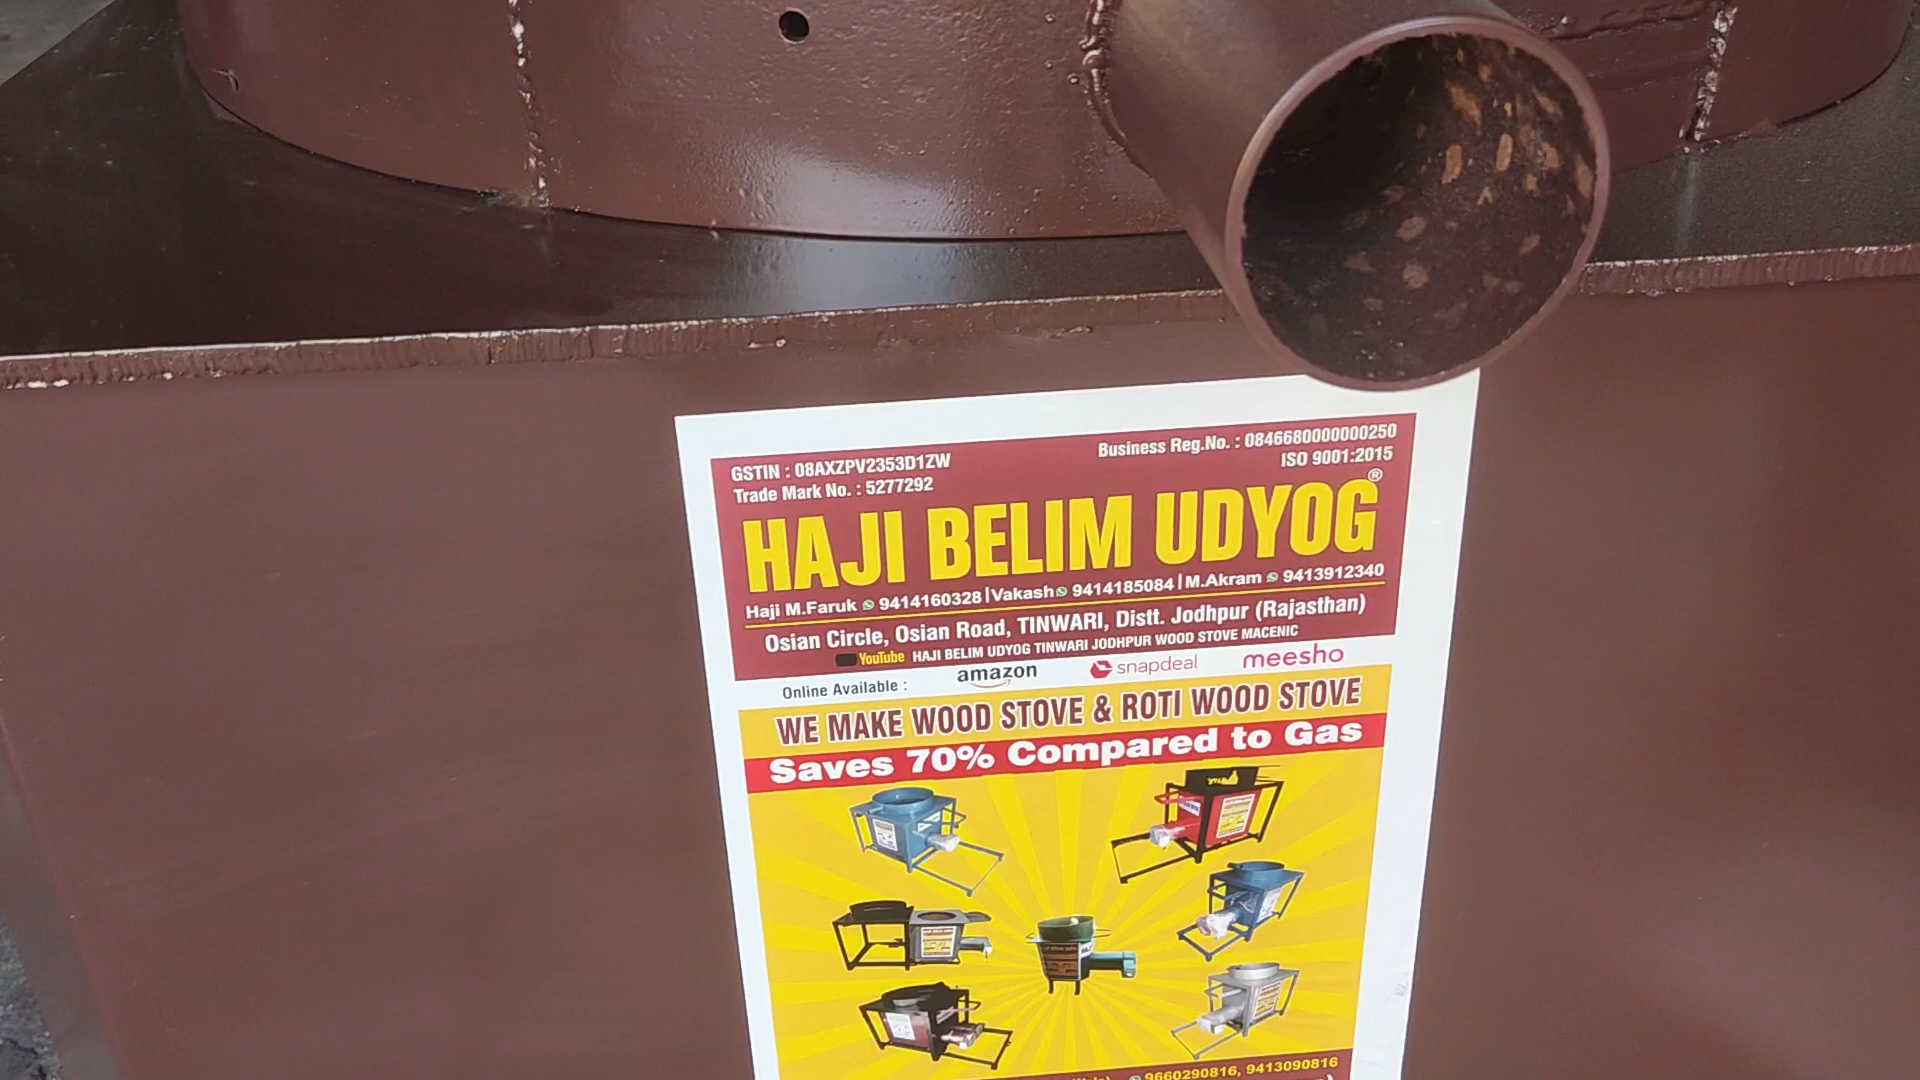 GSTIN : 08AXZPV2353D1ZW
Business Reg.No. : 0846680000000250
Trade Mark No. : 5277292
ISO 9001:2015
HAJI BELIM UDYOG®
Haji M.Faruk 9414160328 | Vakash 9414185084 | M.Akram 9413912340
Osian Circle, Osian Road, TINWARI, Distt. Jodhpur (Rajasthan)
YouTube HAJI BELIM UDYOG TINWARI JODHPUR WOOD STOVE MACENIC
Online Available : amazon snapdeal meesho
WE MAKE WOOD STOVE & ROTI WOOD STOVE
Saves 70% Compared to Gas
9660290816, 9413090816